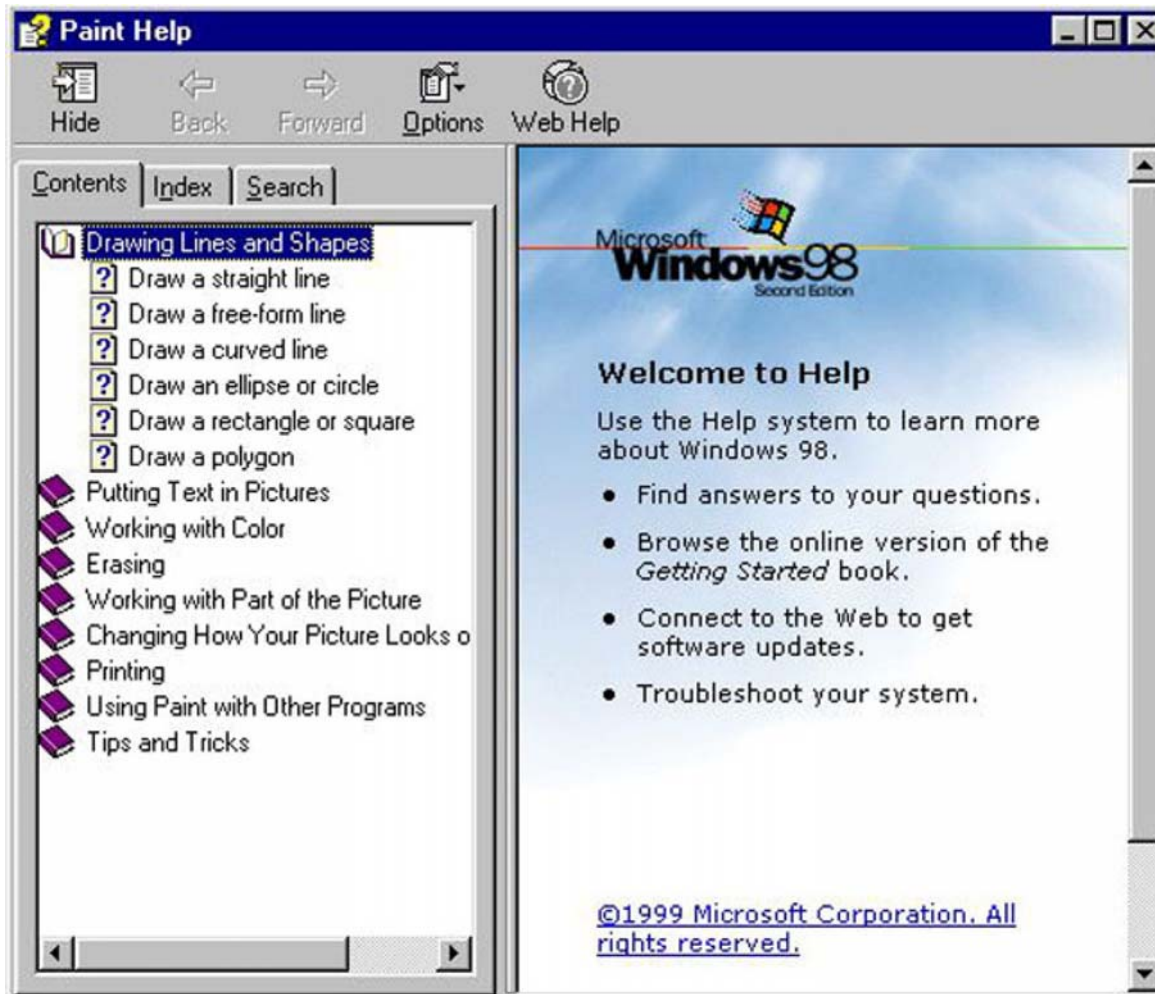 Paint Help
Hide Back Forward Options Web Help
Contents Index Search
Drawing Lines and Shapes
Draw a straight line
Draw a free-form line
Draw a curved line
Draw an ellipse or circle
Draw a rectangle or square
Draw a polygon
Putting Text in Pictures
Working with Color
Erasing
Working with Part of the Picture
Changing How Your Picture Looks o
Printing
Using Paint with Other Programs
Tips and Tricks
Microsoft
Windows98
Second Edition
Welcome to Help
Use the Help system to learn more
about Windows 98.
• Find answers to your questions.
• Browse the online version of the
Getting Started book.
• Connect to the Web to get
software updates.
• Troubleshoot your system.
©1999 Microsoft Corporation. All
rights reserved.